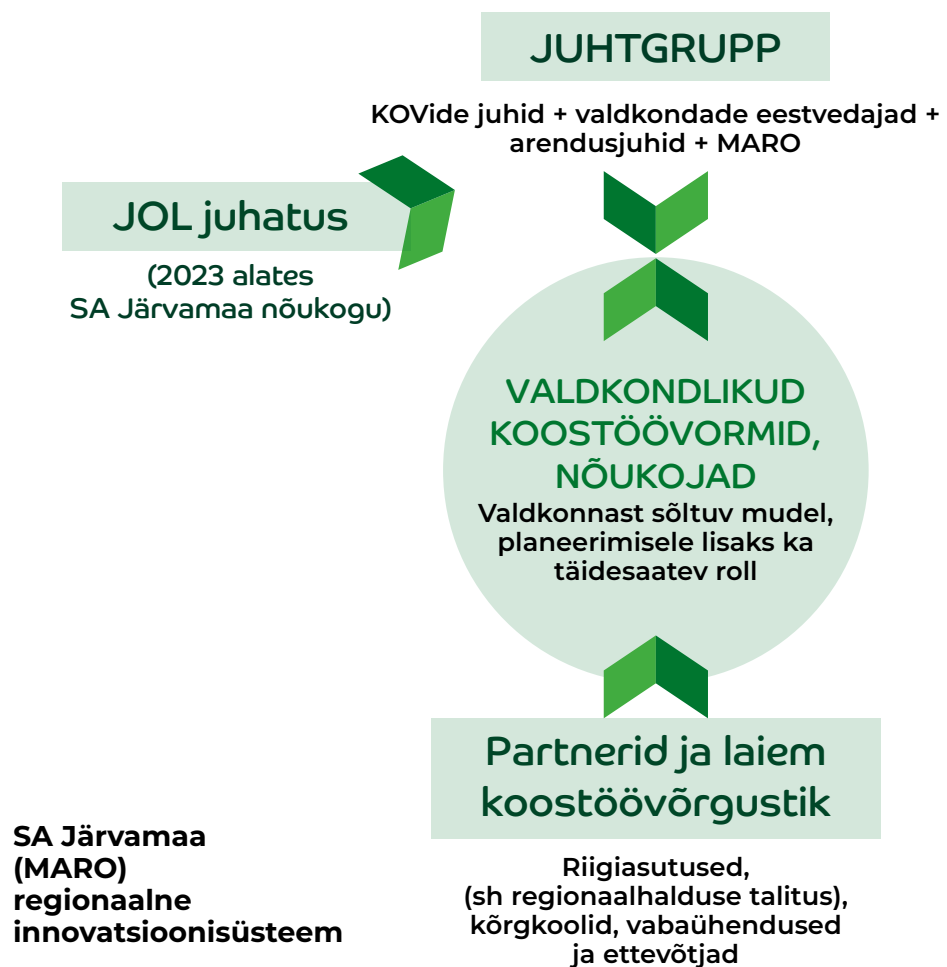 JUHTGRUPP
KOVide juhid + valdkondade eestvedajad +
arendusjuhid + MARO
JOL juhatus
(2023 alates
SA Järvamaa nõukogu)
VALDKONDLIKUD
KOOSTÖÖVORMID,
NÕUKOJAD
Valdkonnast sõltuv mudel,
planeerimisele lisaks ka
täidesaatev roll
Partnerid ja laiem
koostöövõrgustik
Riigiasutused,
(sh regionaalhalduse talitus),
kõrgkoolid, vabaühendused
ja ettevõtjad
SA Järvamaa
(MARO)
regionaalne
innovatsioonisüsteem